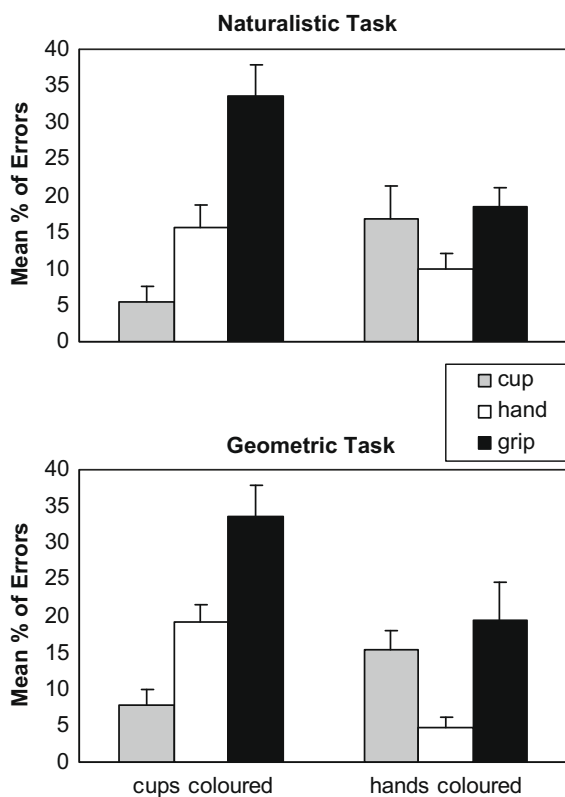 Naturalistic Task
Mean % of Errors
40
35
30
25
20
15
10
5
0
cup
hand
grip
Geometric Task
Mean % of Errors
40
35
30
25
20
15
10
5
0
cups coloured hands coloured